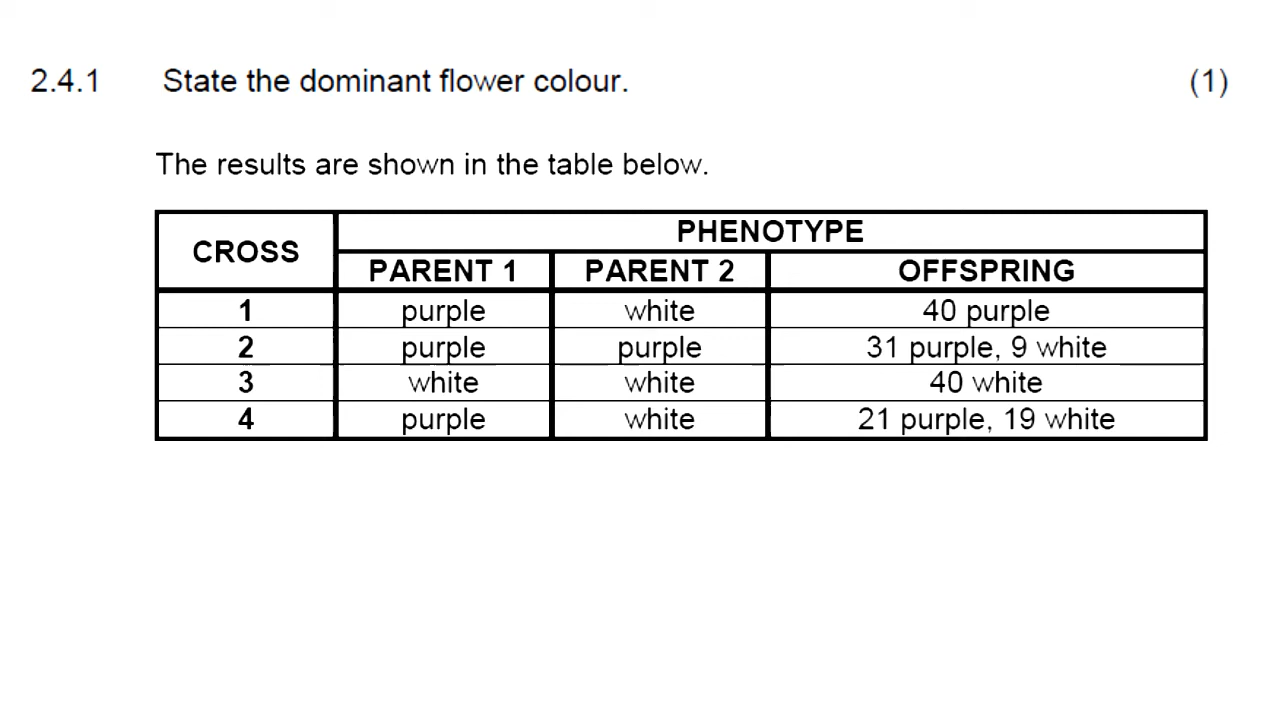 2.4.1 State the dominant flower colour. (1)
The results are shown in the table below.
CROSS PHENOTYPE
PARENT 1 PARENT 2 OFFSPRING
1 purple white 40 purple
2 purple purple 31 purple, 9 white
3 white white 40 white
4 purple white 21 purple, 19 white